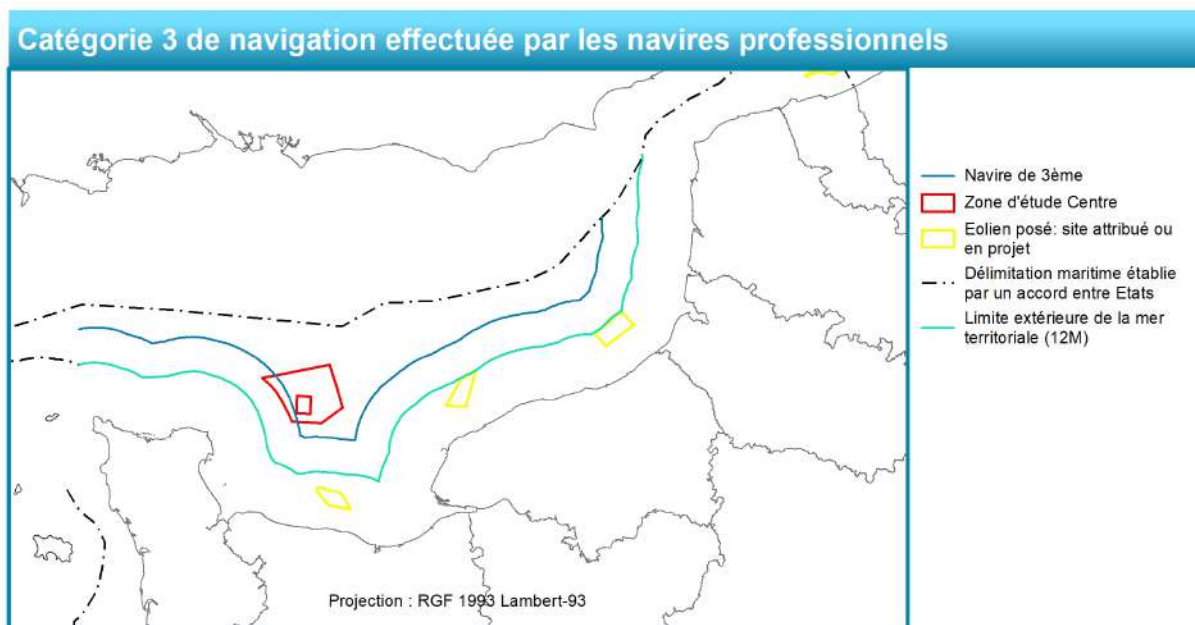 Catégorie 3 de navigation effectuée par les navires professionnels
Navire de 3ème
Zone d'étude Centre
Eolien posé: site attribué ou
en projet
Délimitation maritime établie
par un accord entre Etats
Limite extérieure de la mer
territoriale (12M)
Projection : RGF 1993 Lambert-93